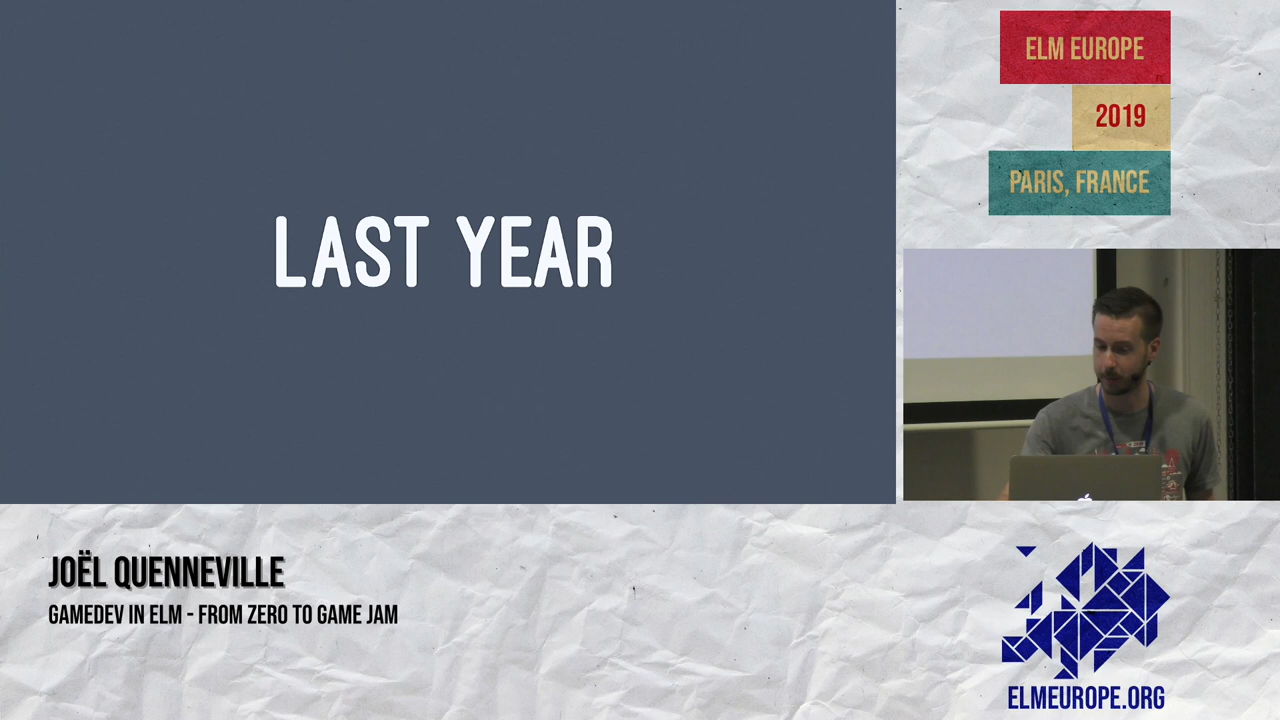 LAST YEAR
ELM EUROPE
2019
PARIS, FRANCE
JOËL QUENNEVILLE
GAMEDEV IN ELM - FROM ZERO TO GAME JAM
ELMEUROPE.ORG